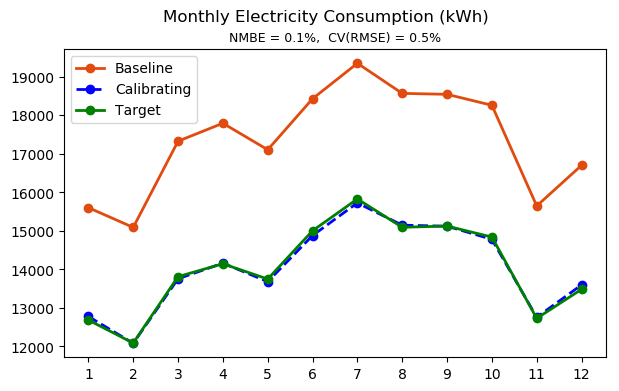 Monthly Electricity Consumption (kWh)
NMBE = 0.1%,  CV(RMSE) = 0.5%
Baseline
Calibrating
Target
19000
18000
17000
16000
15000
14000
13000
12000
1 2 3 4 5 6 7 8 9 10 11 12